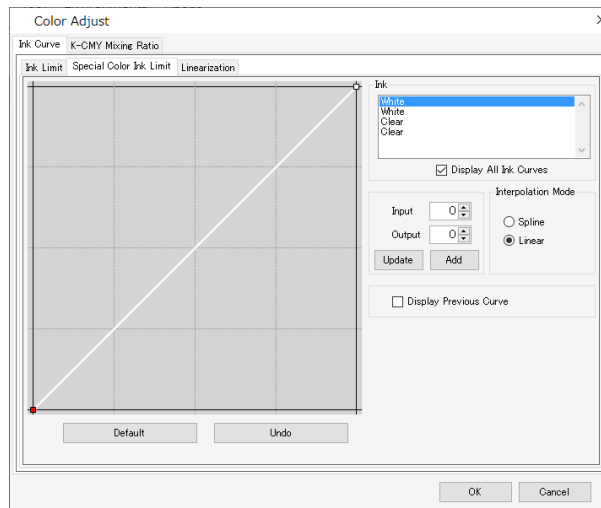 Color Adjust
Ink Curve K-CMY Mixing Ratio
Ink Limit Special Color Ink Limit Linearization
Ink
White
White
Clear
Clear
Display All Ink Curves
Input 0
Output 0
Update Add
Interpolation Mode
Spline
Linear
Display Previous Curve
Default Undo
OK Cancel